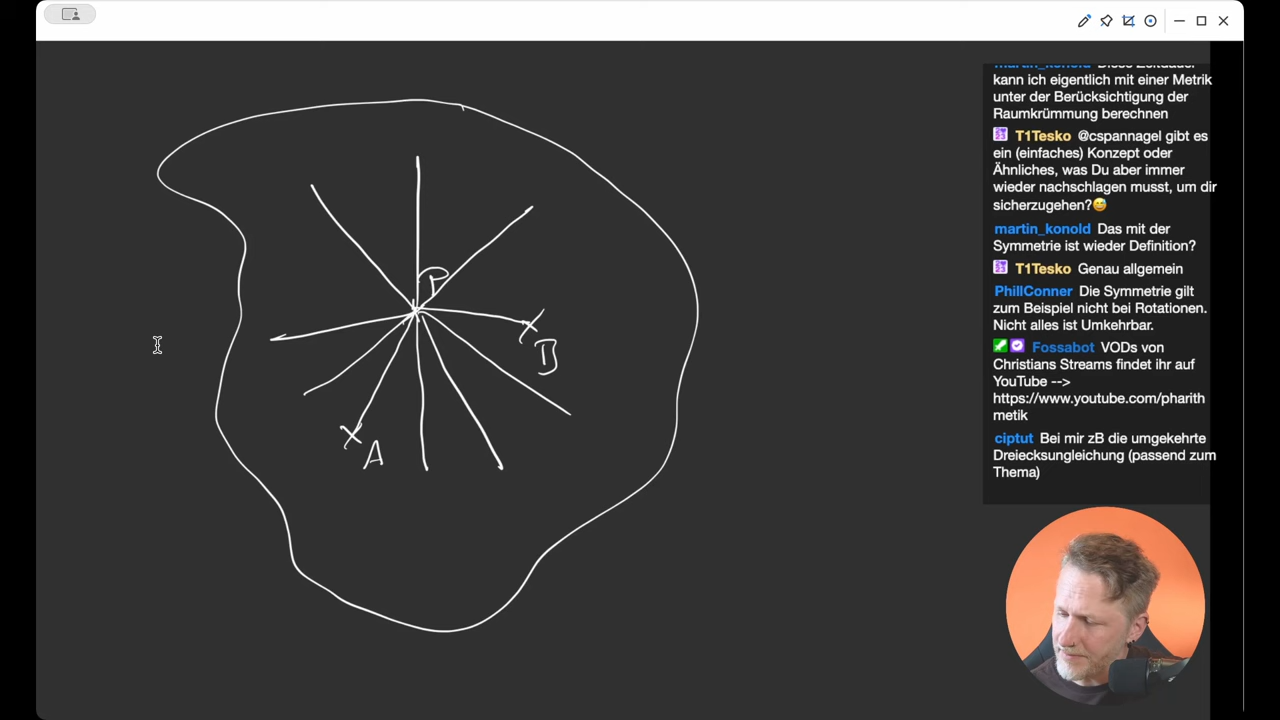 P
B
A
martin_konold Diese Zeitdauer
kann ich eigentlich mit einer Metrik
unter der Berücksichtigung der
Raumkrümmung berechnen
T1Tesko @cspannagel gibt es
ein (einfaches) Konzept oder
Ähnliches, was Du aber immer
wieder nachschlagen musst, um dir
sicherzugehen?😅
martin_konold Das mit der
Symmetrie ist wieder Definition?
T1Tesko Genau allgemein
PhillConner Die Symmetrie gilt
zum Beispiel nicht bei Rotationen.
Nicht alles ist Umkehrbar.
Fossabot VODs von
Christians Streams findet ihr auf
YouTube -->
https://www.youtube.com/pharith
metik
ciptut Bei mir zB die umgekehrte
Dreiecksungleichung (passend zum
Thema)